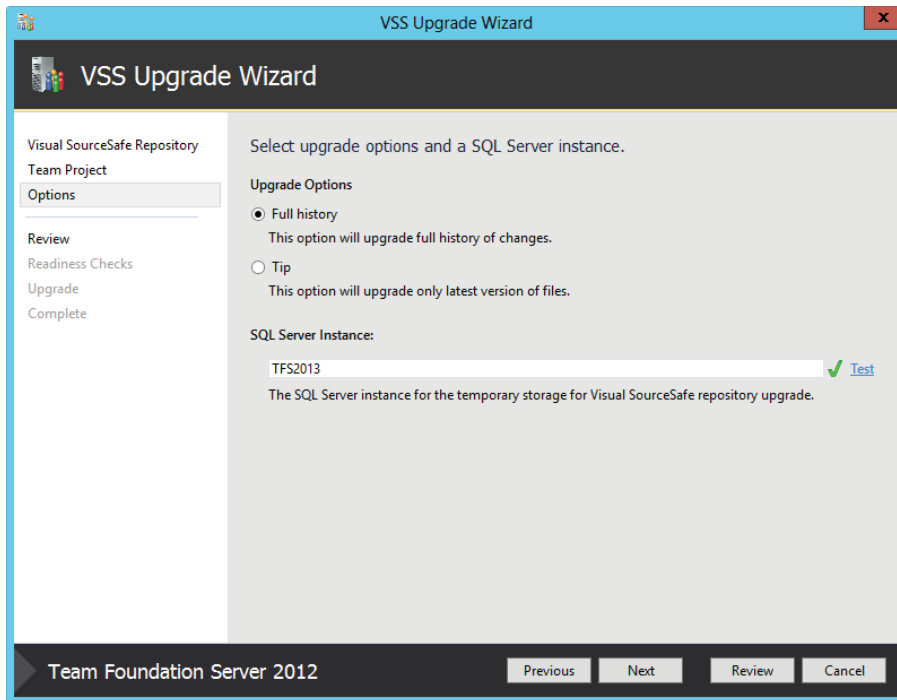 VSS Upgrade Wizard
x
VSS Upgrade Wizard
Visual SourceSafe Repository
Team Project
Options
Review
Readiness Checks
Upgrade
Complete
Select upgrade options and a SQL Server instance.
Upgrade Options
Full history
This option will upgrade full history of changes.
Tip
This option will upgrade only latest version of files.
SQL Server Instance:
TFS2013
Test
The SQL Server instance for the temporary storage for Visual SourceSafe repository upgrade.
Team Foundation Server 2012
Previous
Next
Review
Cancel